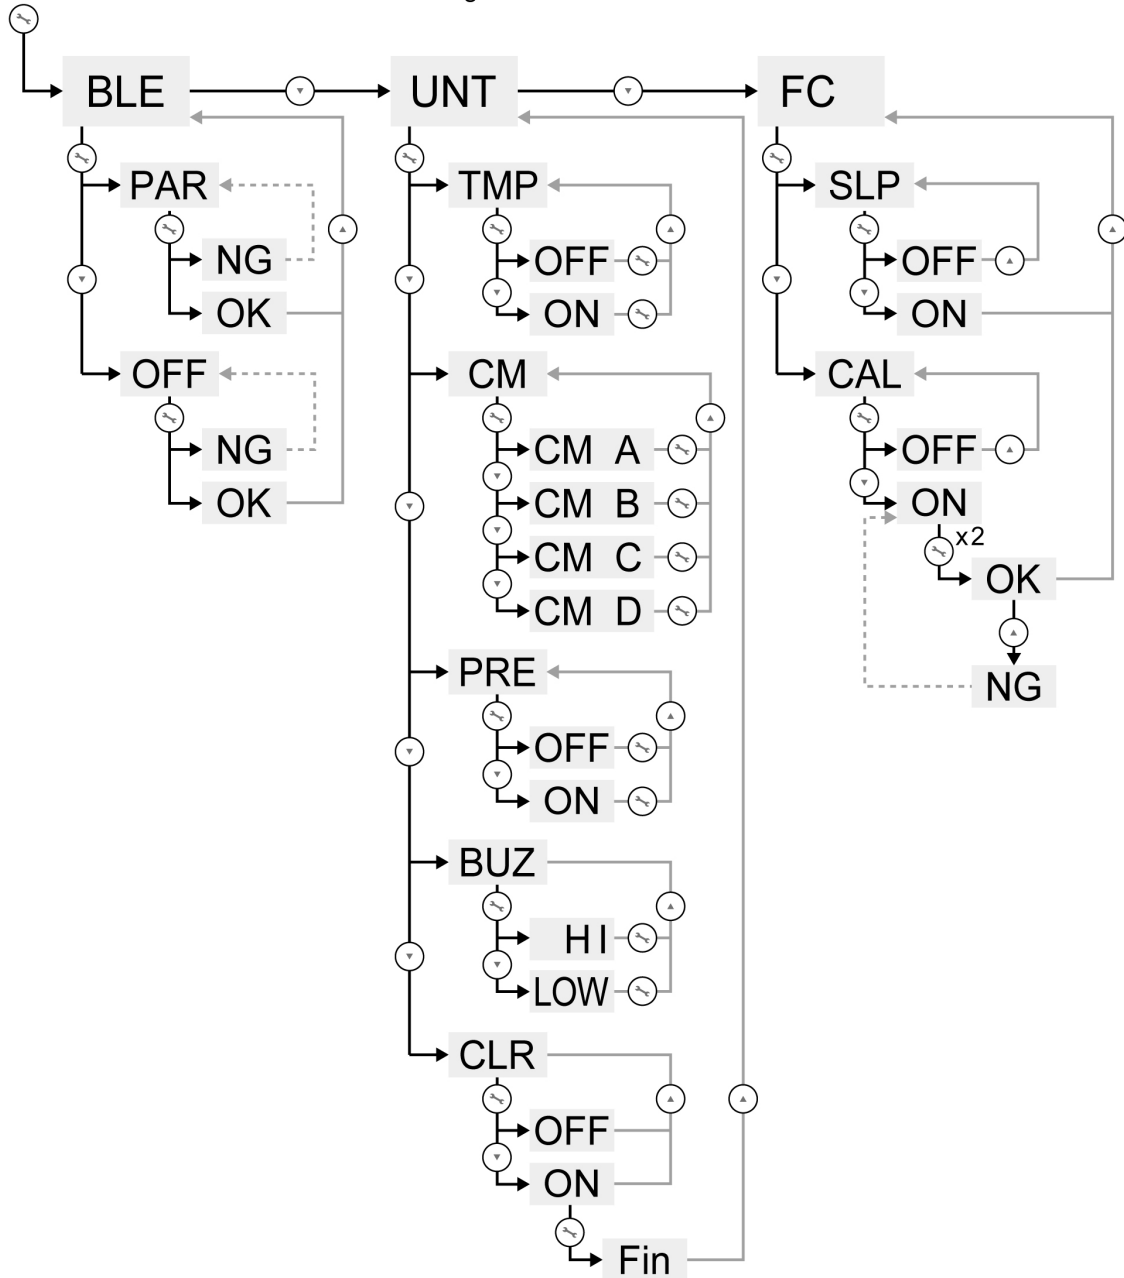 g
BLE
UNT
FC
PAR
NG
OK
OFF
NG
OK
TMP
OFF
ON
CM
CM A
CM B
CM C
CM D
PRE
OFF
ON
BUZ
HI
LOW
CLR
OFF
ON
Fin
SLP
OFF
ON
CAL
OFF
ON
x2
OK
NG